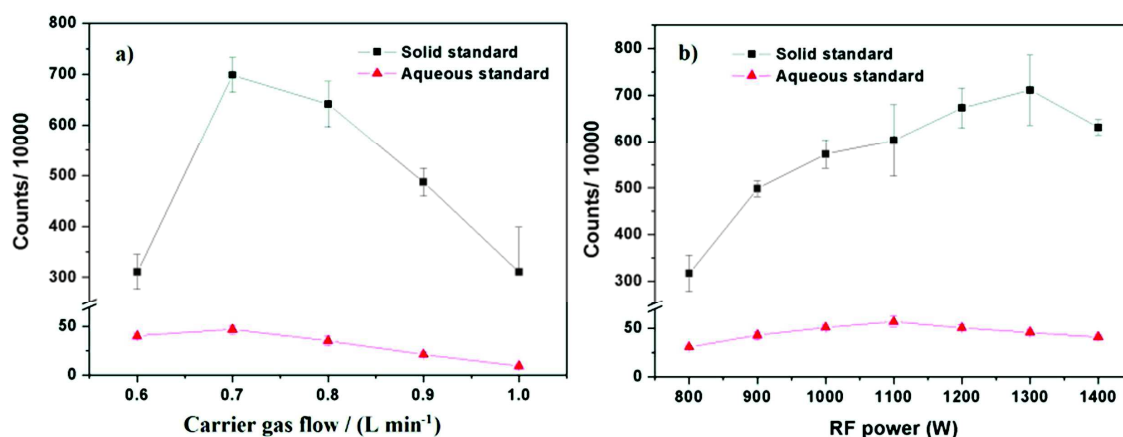 a)
Solid standard
Aqueous standard
Counts/ 10000
800
700
600
500
400
300
50
0
0.6 0.7 0.8 0.9 1.0
Carrier gas flow / (L min⁻¹)
b)
Solid standard
Aqueous standard
Counts/ 10000
800
700
600
500
400
300
50
0
800 900 1000 1100 1200 1300 1400
RF power (W)